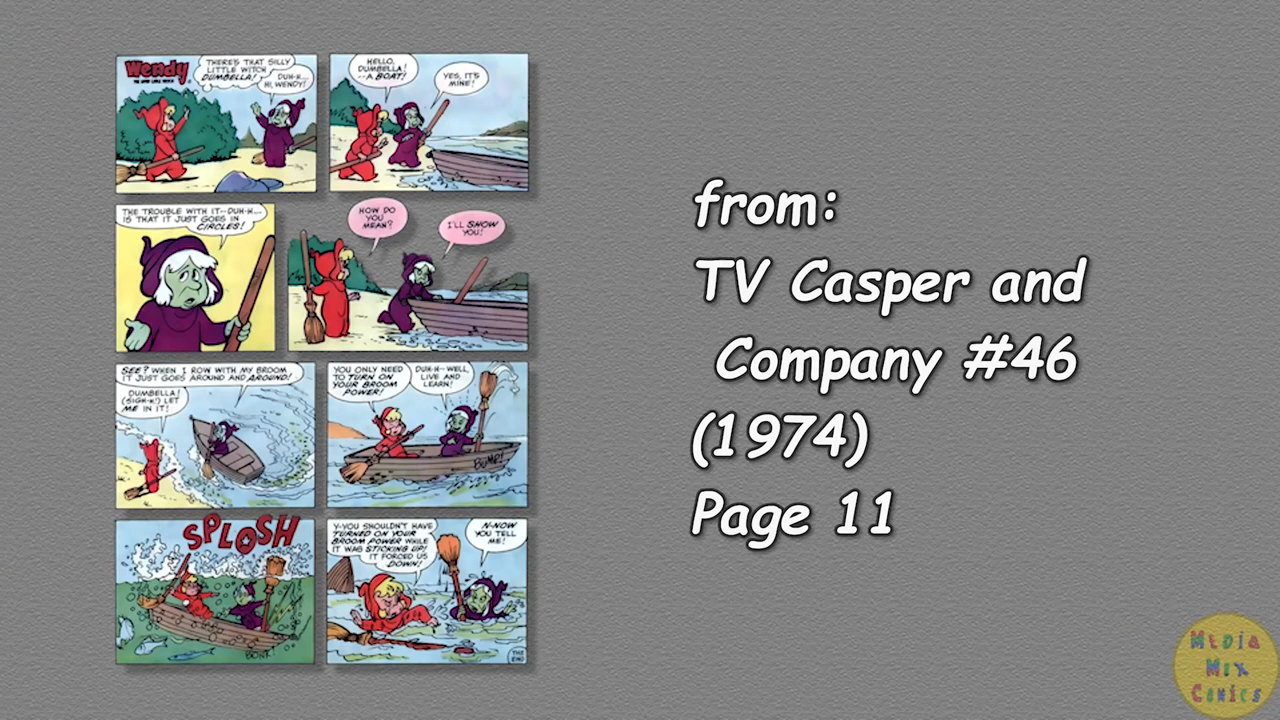 Wendy
THE GOOD LITTLE WITCH
THERE'S THAT SILLY
LITTLE WITCH
DUMBELLA!
DUH-H...
HI, WENDY!
HELLO,
DUMBELLA!
--A BOAT!
YES, IT'S
MINE!
THE TROUBLE WITH IT--DUH-H...
IS THAT IT JUST GOES IN
CIRCLES!
HOW DO
YOU
MEAN?
I'LL SHOW
YOU!
SEE? WHEN I ROW WITH MY BROOM
IT JUST GOES AROUND AND AROUND!
DUMBELLA!
(SIGH-H!) LET
ME IN IT!
YOU ONLY NEED
TO TURN ON
YOUR BROOM
POWER!
DUH-H--WELL,
LIVE AND
LEARN!
BUMP!
SPLOSH
BONK!
Y-YOU SHOULDN'T HAVE
TURNED ON YOUR
BROOM POWER WHILE
IT WAS STICKING UP!
IT FORCED US
DOWN!
N-NOW
YOU TELL
ME!
THE
END
from:
TV Casper and
Company #46
(1974)
Page 11
MEDIA
MIX
COMICS